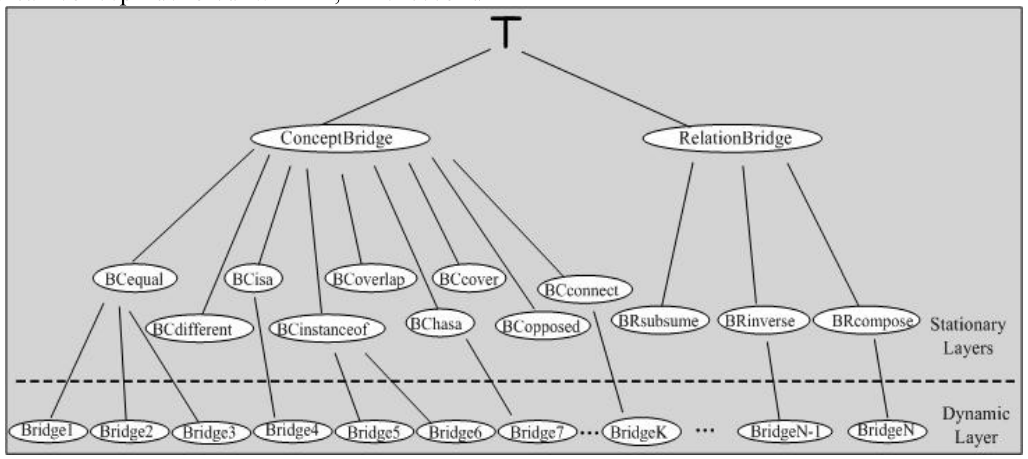 T
ConceptBridge
RelationBridge
BCequal
BCisa
BCoverlap
BCcover
BCconnect
BCdifferent
BCinstanceof
BChasa
BCopposed
BRsubsume
BRinverse
BRcompose
Stationary
Layers
Bridge1
Bridge2
Bridge3
Bridge4
Bridge5
Bridge6
Bridge7
...
BridgeK
...
BridgeN-1
BridgeN
Dynamic
Layer